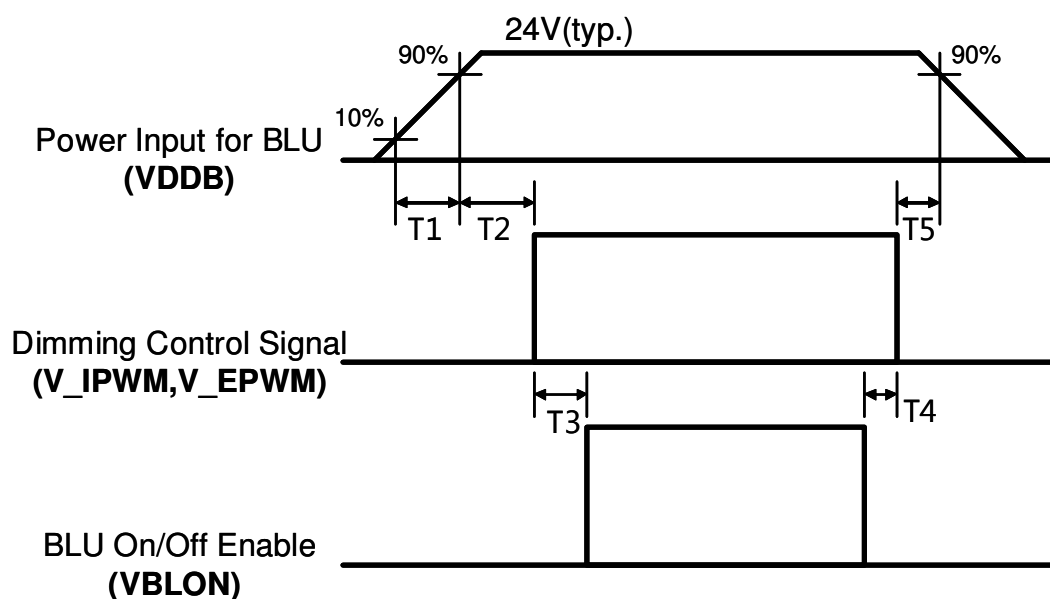 24V(typ.)
90%
90%
10%
Power Input for BLU
(VDDB)
T1
T2
T5
Dimming Control Signal
(V_IPWM,V_EPWM)
T3
T4
BLU On/Off Enable
(VBLON)